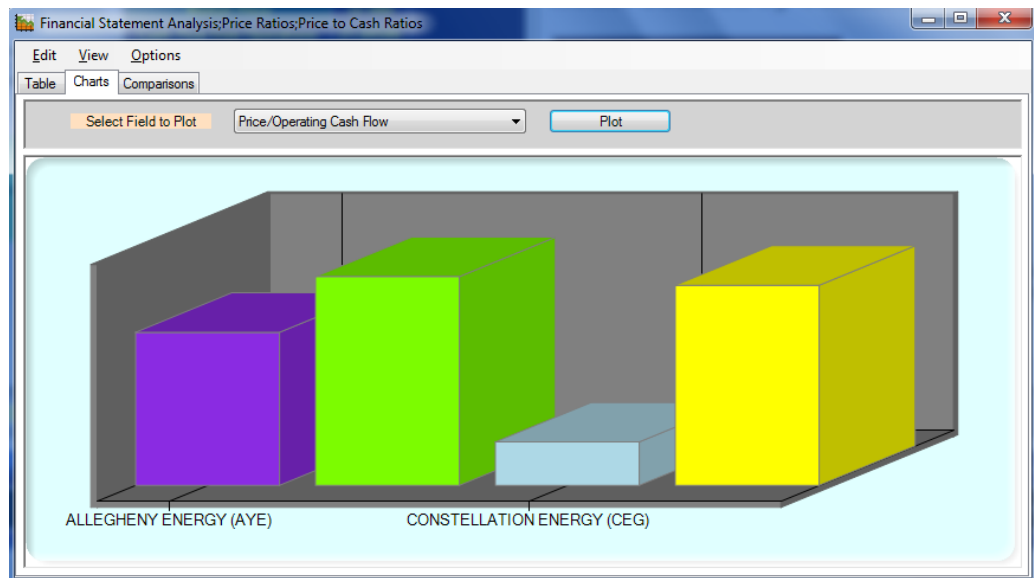 Financial Statement Analysis;Price Ratios;Price to Cash Ratios
Edit View Options
Table Charts Comparisons
Select Field to Plot Price/Operating Cash Flow Plot
ALLEGHENY ENERGY (AYE) CONSTELLATION ENERGY (CEG)